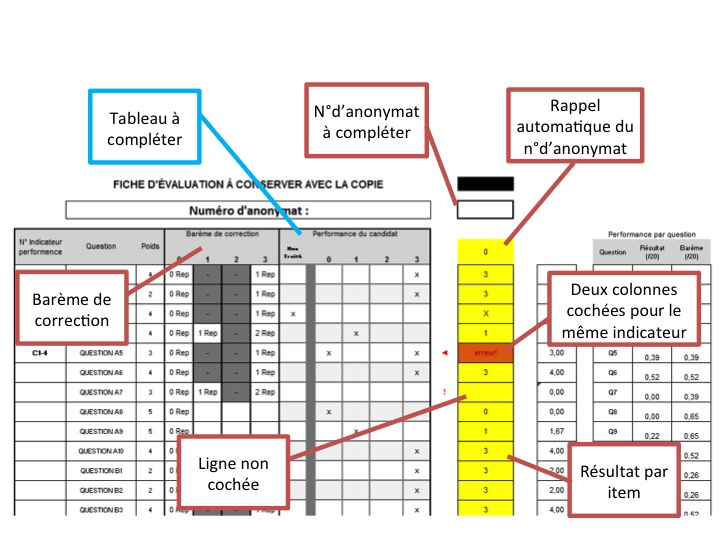 Tableau à
compléter
N°d'anonymat
à compléter
Rappel
automatique du
n°d'anonymat
FICHE D'ÉVALUATION À CONSERVER AVEC LA COPIE
Numéro d'anonymat :
N° Indicateur
performence
Question
Poids
Barème de correction
0 1 2 3
Non
Traité
Performance du candidat
0 1 2 3
0
Performance par question
Question
Résultat
(/20)
Barème
(/20)
4 0 Rep - - 1 Rep x 3
2 0 Rep - - 1 Rep x 3
4 0 Rep - - 1 Rep x X
4 0 Rep 1 Rep - 2 Rep x 1
Barème de
correction
Deux colonnes
cochées pour le
même indicateur
C1-4 QUESTION A5 3 0 Rep - - 1 Rep x ◄ erreur! 3,00 Q5 0,39 0,39
QUESTION A6 4 0 Rep - - 1 Rep x 3 4,00 Q6 0,52 0,52
QUESTION A7 3 0 Rep 1 Rep - 2 Rep ! 0,00 Q7 0,00 0,39
QUESTION A8 5 0 Rep x 0 0,00 Q8 0,00 0,65
QUESTION A9 5 0 Rep x 1 1,67 Q9 0,22 0,65
QUESTION A10 4 x 3 4,00 0,52
QUESTION B1 2 x 3 2,00 0,26
QUESTION B2 2 x 3 2,00 0,26
QUESTION B3 4 x 3 4,00 0,52
Ligne non
cochée
Résultat par
item